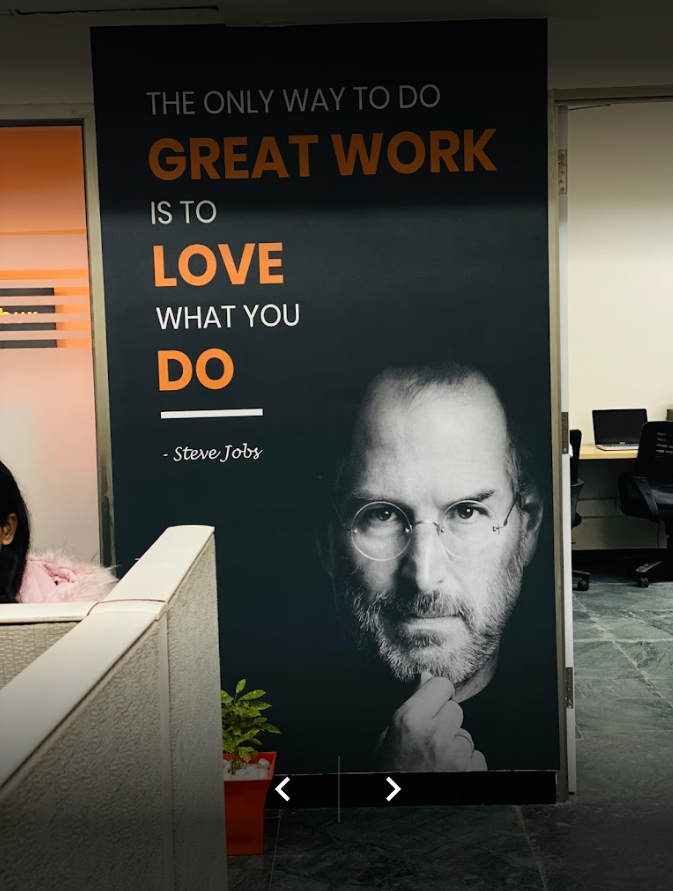 THE ONLY WAY TO DO
GREAT WORK
IS TO
LOVE
WHAT YOU
DO
- Steve Jobs